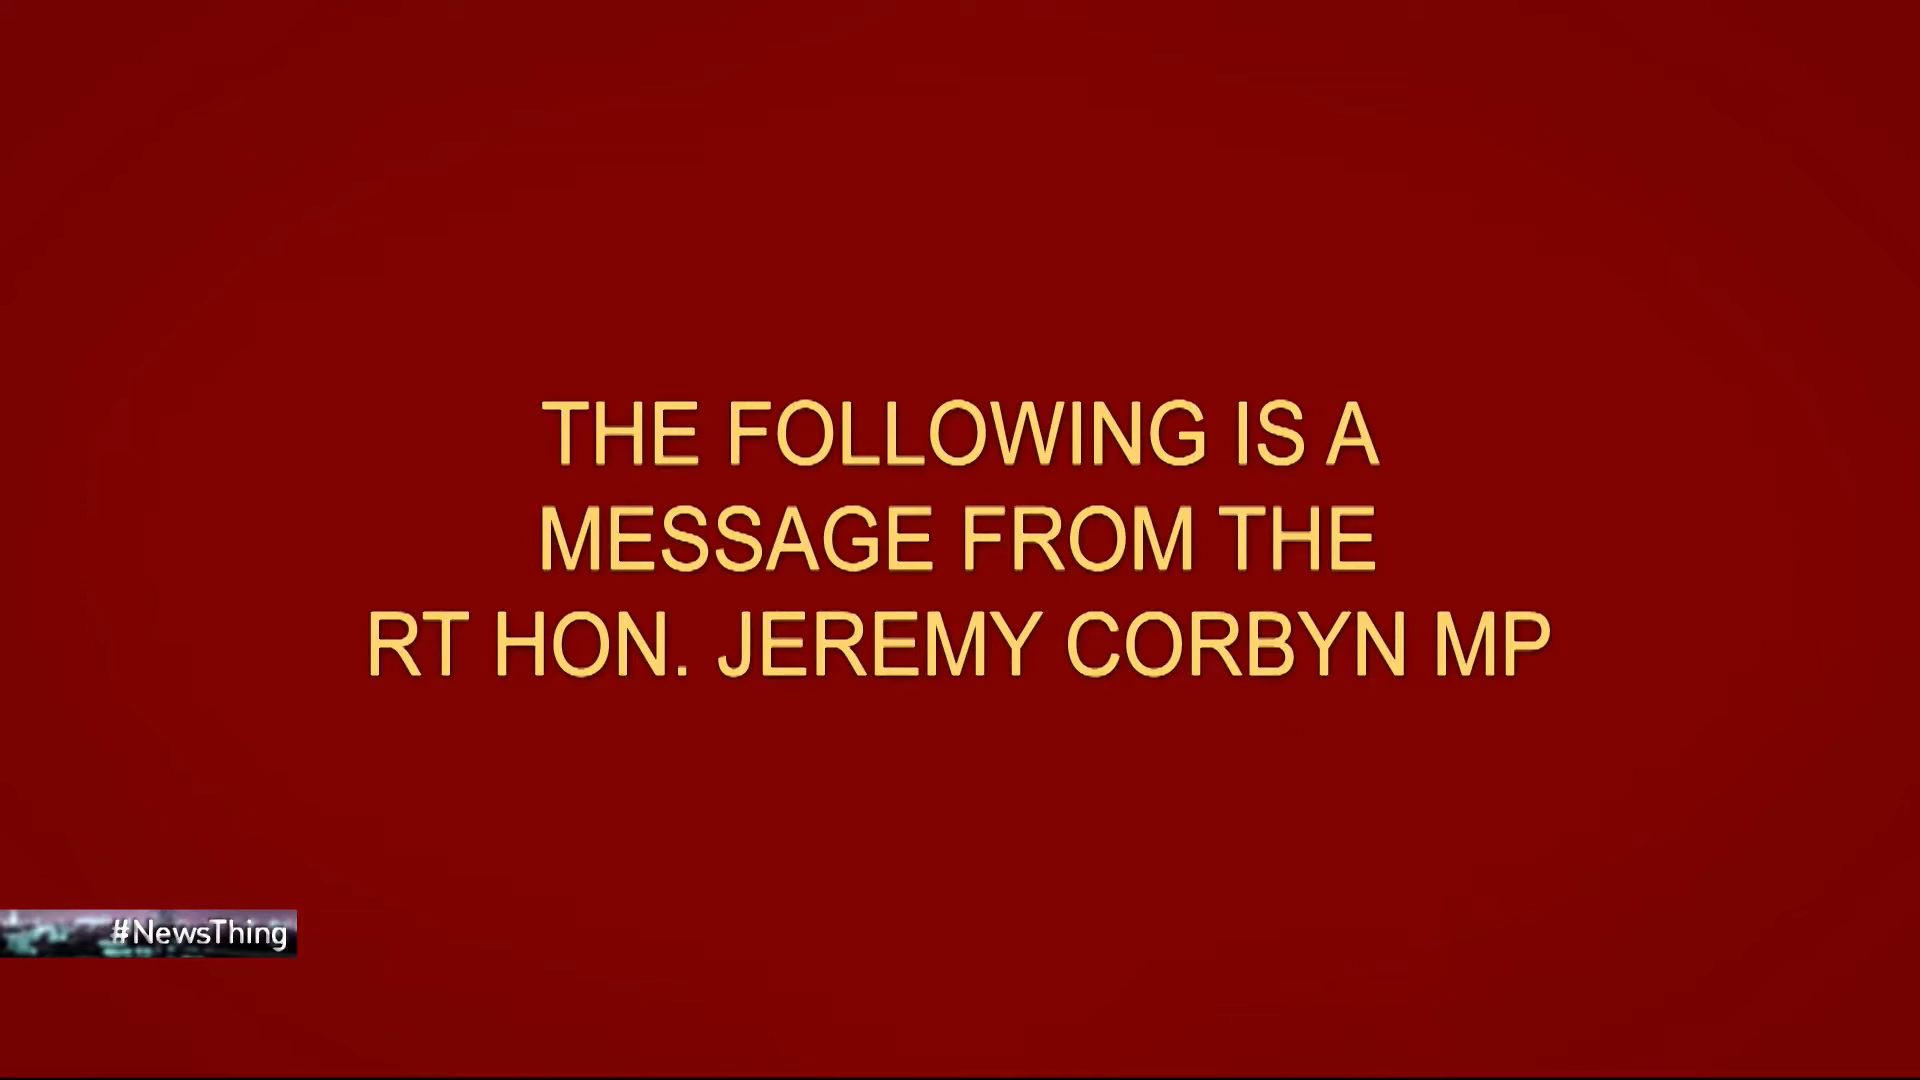 THE FOLLOWING IS A
MESSAGE FROM THE
RT HON. JEREMY CORBYN MP
#NewsThing